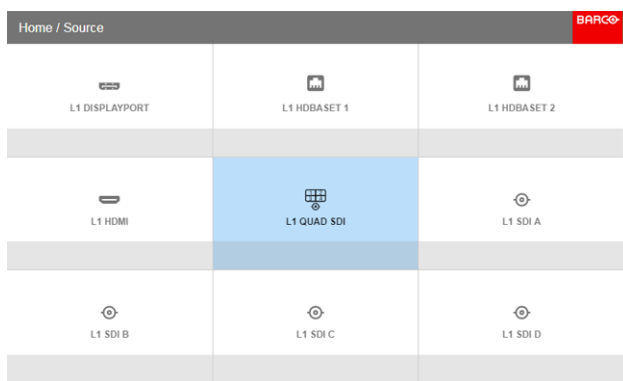 Home / Source
BARCO
L1 DISPLAYPORT
L1 HDBASET 1
L1 HDBASET 2
L1 HDMI
L1 QUAD SDI
L1 SDI A
L1 SDI B
L1 SDI C
L1 SDI D